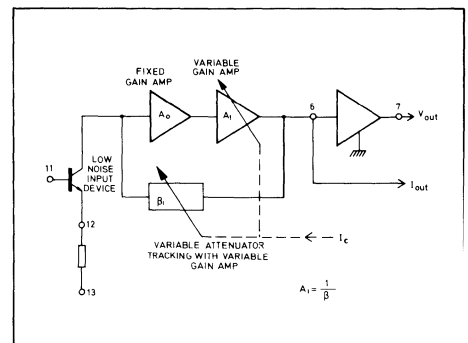 FIXED
GAIN AMP
VARIABLE
GAIN AMP
A₀
A₁
6
7
Vout
11
LOW
NOISE
INPUT
DEVICE
Iout
β₁
12
Ic
VARIABLE ATTENUATOR
TRACKING WITH VARIABLE
GAIN AMP
A₁ = 1/β
13